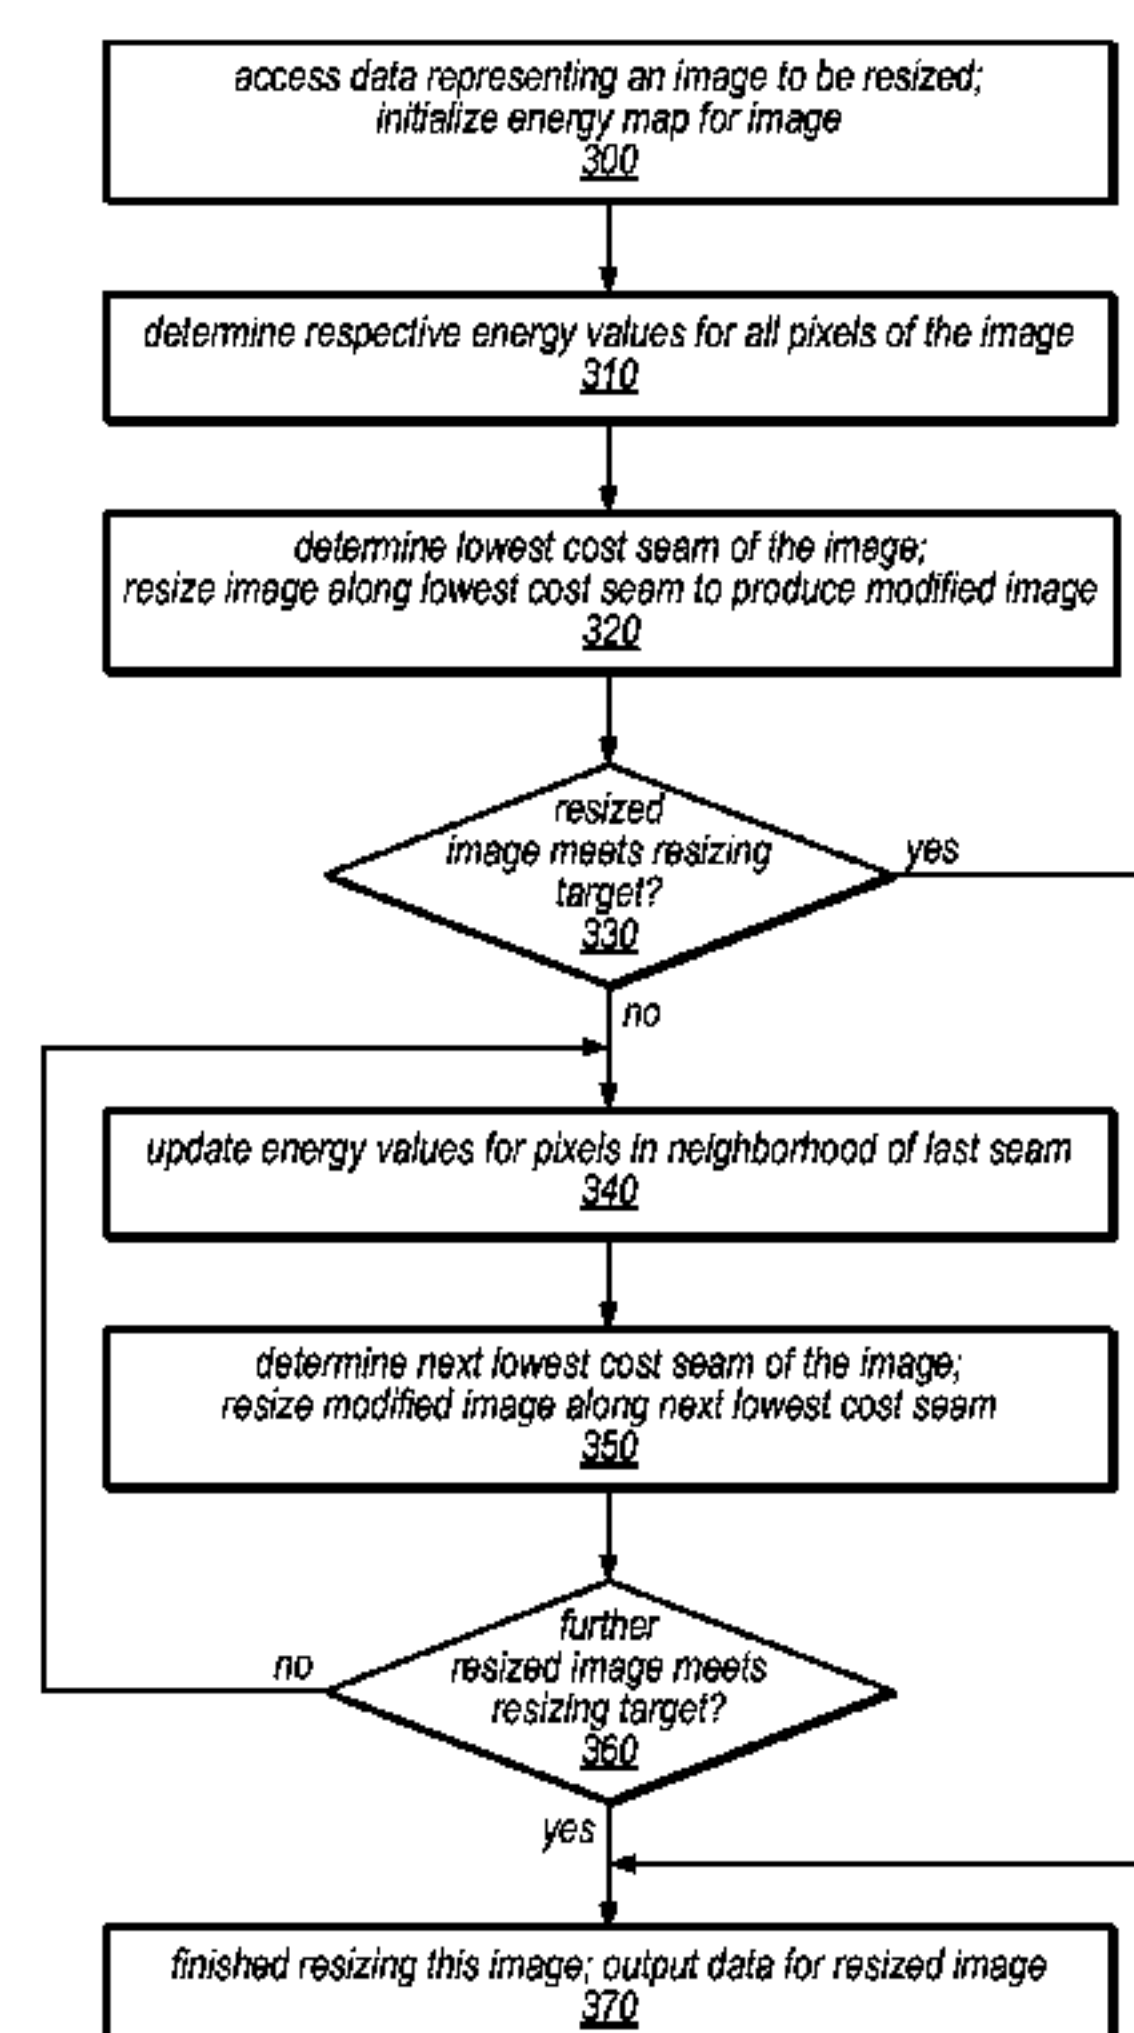 access data representing an image to be resized;
initialize energy map for image
300
determine respective energy values for all pixels of the image
310
determine lowest cost seam of the image;
resize image along lowest cost seam to produce modified image
320
resized
image meets resizing
target?
330
yes
no
update energy values for pixels in neighborhood of last seam
340
determine next lowest cost seam of the image;
resize modified image along next lowest cost seam
350
further
resized image meets
resizing target?
360
no
yes
finished resizing this image; output data for resized image
370